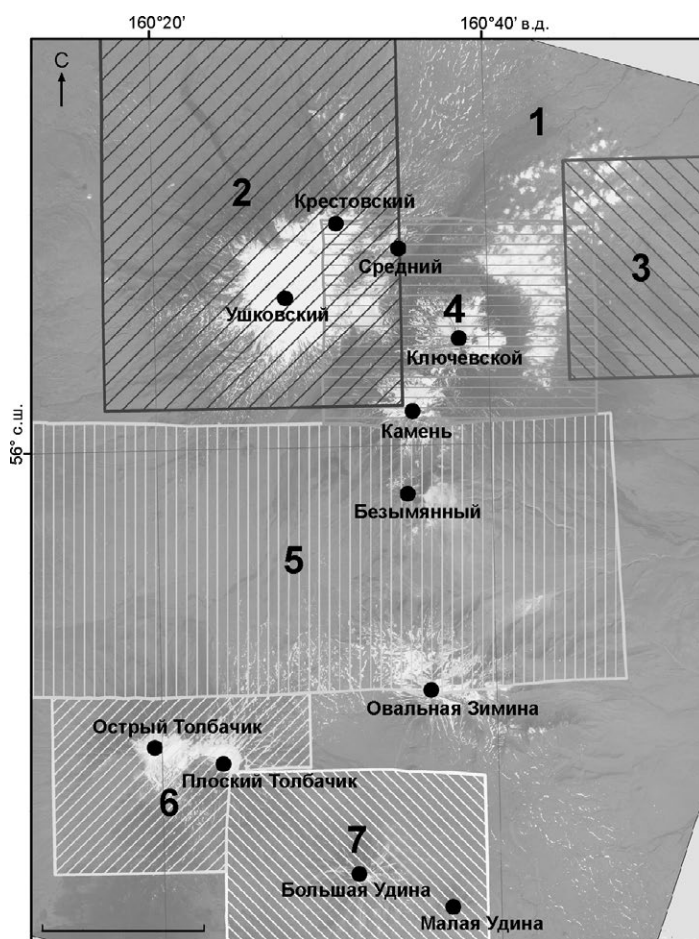 160°20' 160°40' в.д.
С
1
2
Крестовский
Средний
3
Ушковский
4
Ключевской
Камень
56° с.ш.
Безымянный
5
Овальная Зимина
Острый Толбачик
Плоский Толбачик
6
7
Большая Удина
Малая Удина